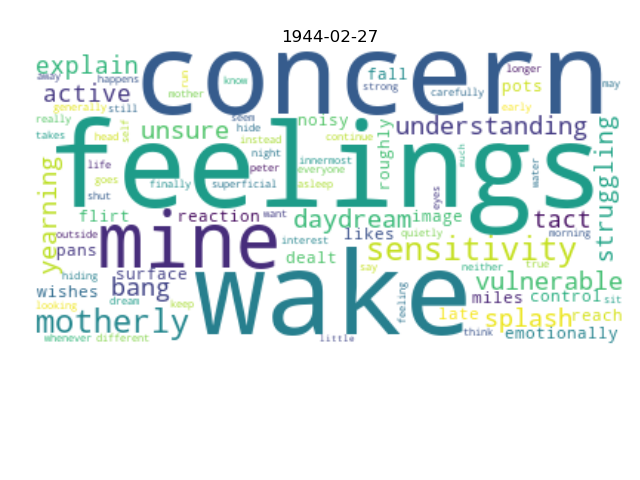 1944-02-27
explain
concern
away
happens
run
mother
know
fall
strong
carefully
longer
pots
may
active
generally
still
early
really
self
unsure
noisy
understanding
takes
head
hide
seem
instead
continue
roughly
struggling
feelings
yearning
life
night
peter
innermost
everyone
much
water
goes
shut
finally
superficial
asleep
eyes
flirt
reaction
want
daydream
image
tact
outside
mine
likes
quietly
morning
pans
interest
dealt
sensitivity
say
neither
true
hiding
surface
wake
vulnerable
wishes
bang
dream
keep
feeling
miles
control
sit
looking
motherly
late
splash
reach
whenever
different
little
think
emotionally